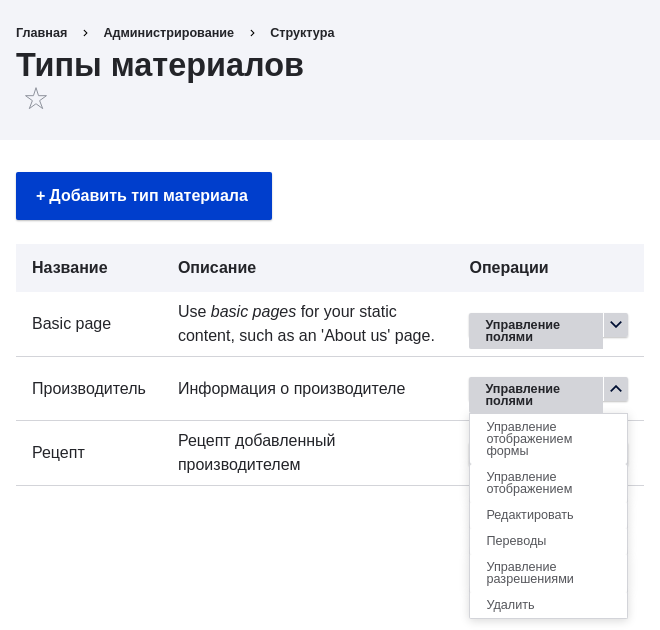 Главная > Администрирование > Структура
Типы материалов
+ Добавить тип материала
Название Описание Операции
Basic page
Use basic pages for your static
content, such as an 'About us' page.
Управление
полями
Производитель
Информация о производителе
Управление
полями
Управление
отображением
формы
Управление
отображением
Редактировать
Переводы
Управление
разрешениями
Удалить
Рецепт
Рецепт добавленный
производителем